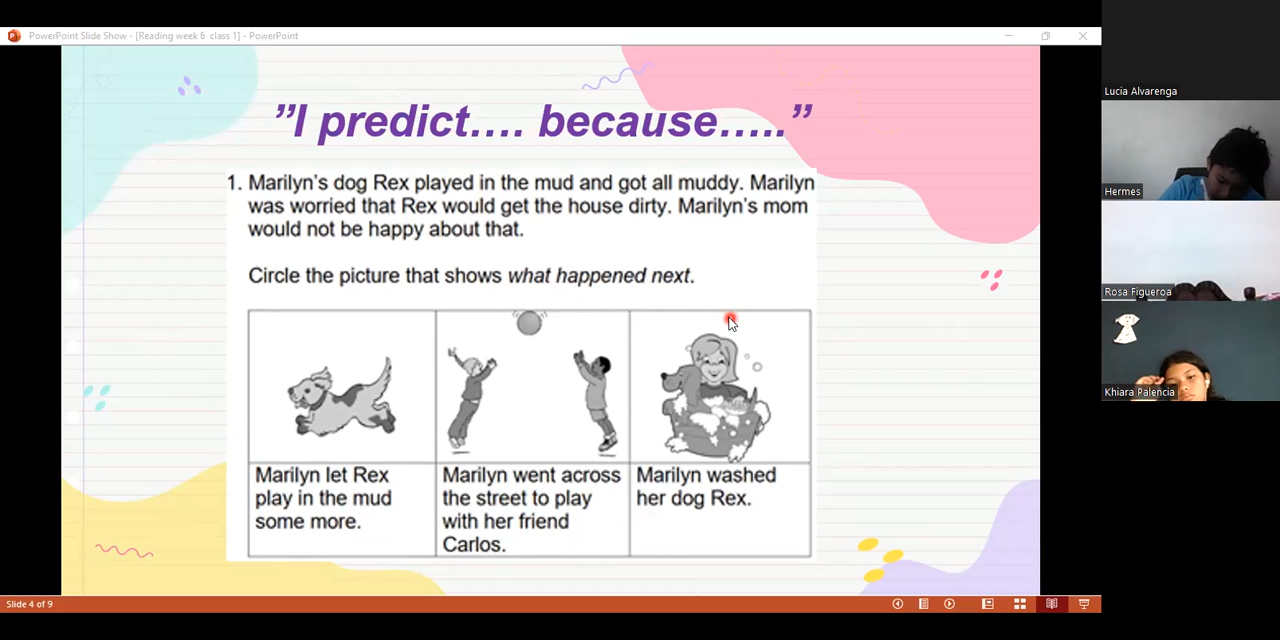 PowerPoint Slide Show - [Reading week 6 class 1] - PowerPoint
"I predict.... because....."
1. Marilyn's dog Rex played in the mud and got all muddy. Marilyn
was worried that Rex would get the house dirty. Marilyn's mom
would not be happy about that.
Circle the picture that shows what happened next.
Marilyn let Rex
play in the mud
some more.
Marilyn went across
the street to play
with her friend
Carlos.
Marilyn washed
her dog Rex.
Slide 4 of 9
Lucia Alvarenga
Hermes
Rosa Figueroa
Khiara Palencia